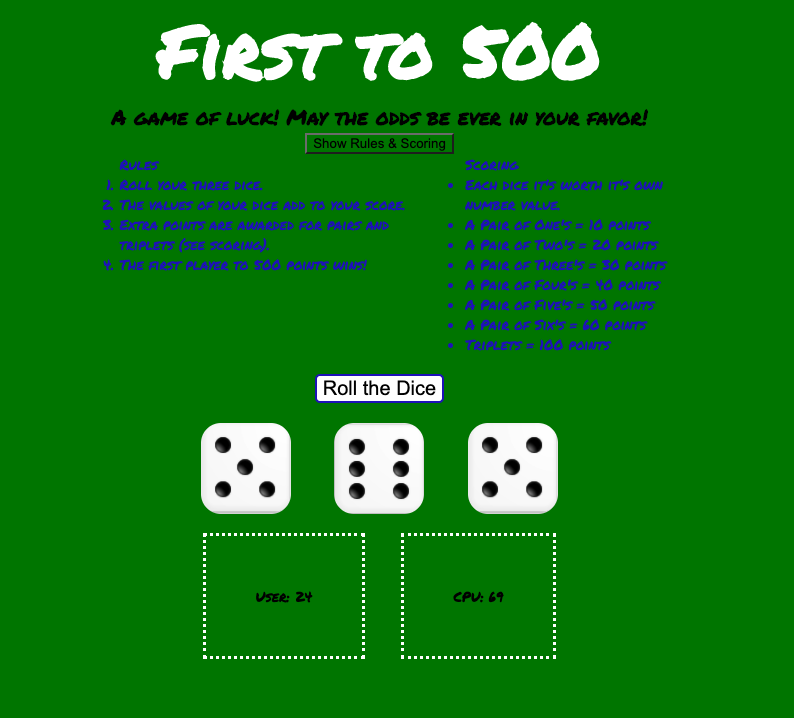 First to 500
A game of luck! May the odds be ever in your favor!
Show Rules & Scoring
Rules
1. Roll your three dice.
2. The values of your dice add to your score.
3. Extra points are awarded for pairs and
triplets (see scoring).
4. The first player to 500 points wins!
Scoring
• Each dice it's worth it's own
number value.
• A Pair of One's = 10 points
• A Pair of Two's = 20 points
• A Pair of Three's = 30 points
• A Pair of Four's = 40 points
• A Pair of Five's = 50 points
• A Pair of Six's = 60 points
• Triplets = 100 points
Roll the Dice
User: 24
CPU: 69